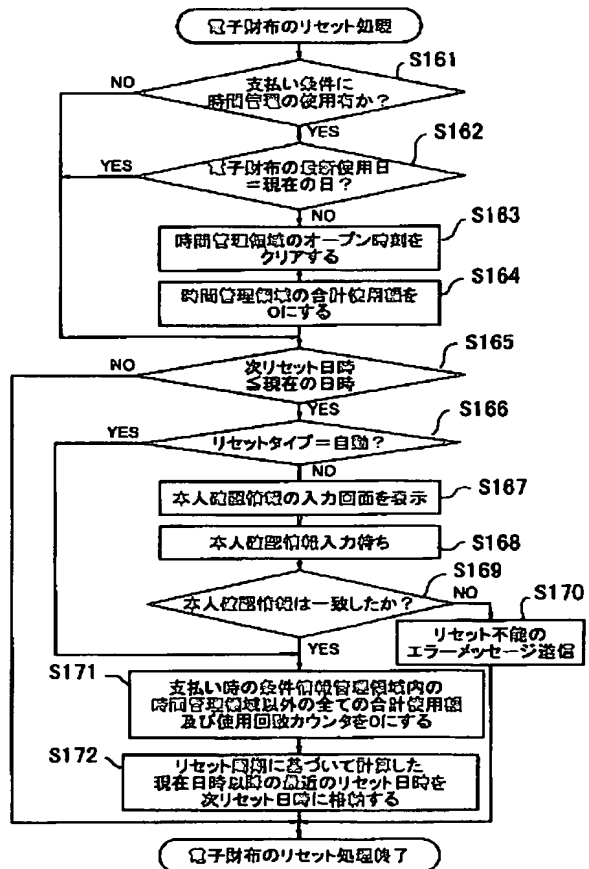 電子財布のリセット処理
S161
支払い条件に
時間管理の使用有か?
NO
YES
S162
電子財布の最新使用日
=現在の日?
YES
NO
S163
時間管理領域のオープン時刻を
クリアする
S164
時間管理領域の合計使用額を
0にする
S165
次リセット日時
≦現在の日時
NO
YES
S166
リセットタイプ=自動?
YES
NO
S167
本人確認情報の入力画面を表示
S168
本人確認情報入力待ち
S169
本人確認情報は一致したか?
NO
YES
S170
リセット不能の
エラーメッセージ送信
S171
支払い時の条件情報管理領域内の
時間管理領域以外の全ての合計使用額
及び使用回数カウンタを0にする
S172
リセット周期に基づいて計算した
現在日時以降の最近のリセット日時を
次リセット日時に格納する
電子財布のリセット処理終了